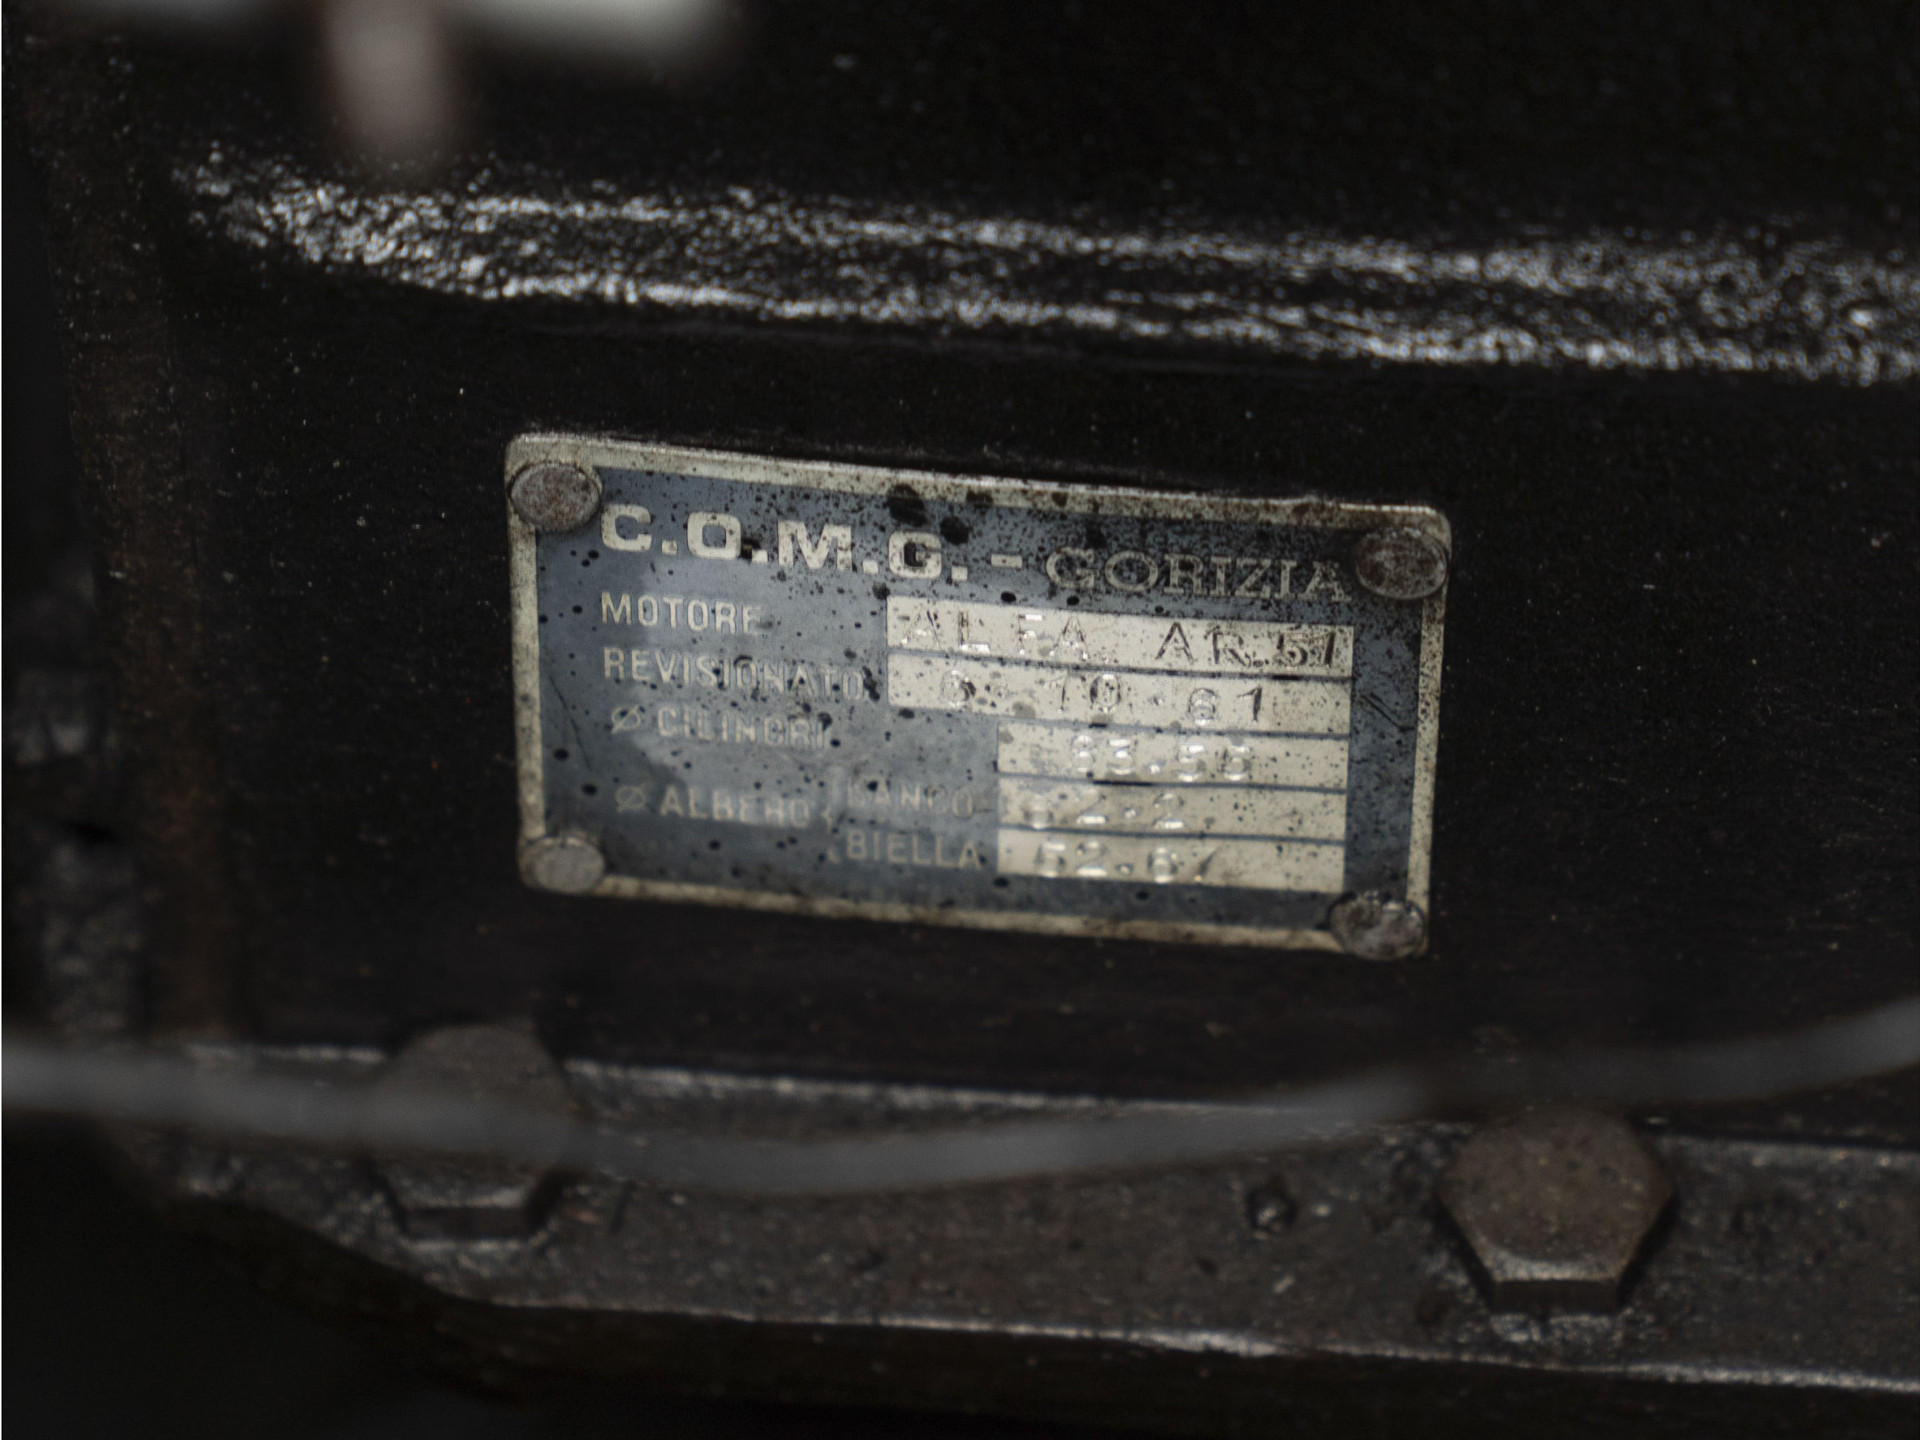 C.O.M.G. - GORIZIA
MOTORE ALFA AR.51
REVISIONATO 6-10-61
Ø CILINDRI 83.55
Ø ALBERO BANCO 62.2
BIELLA 52.67